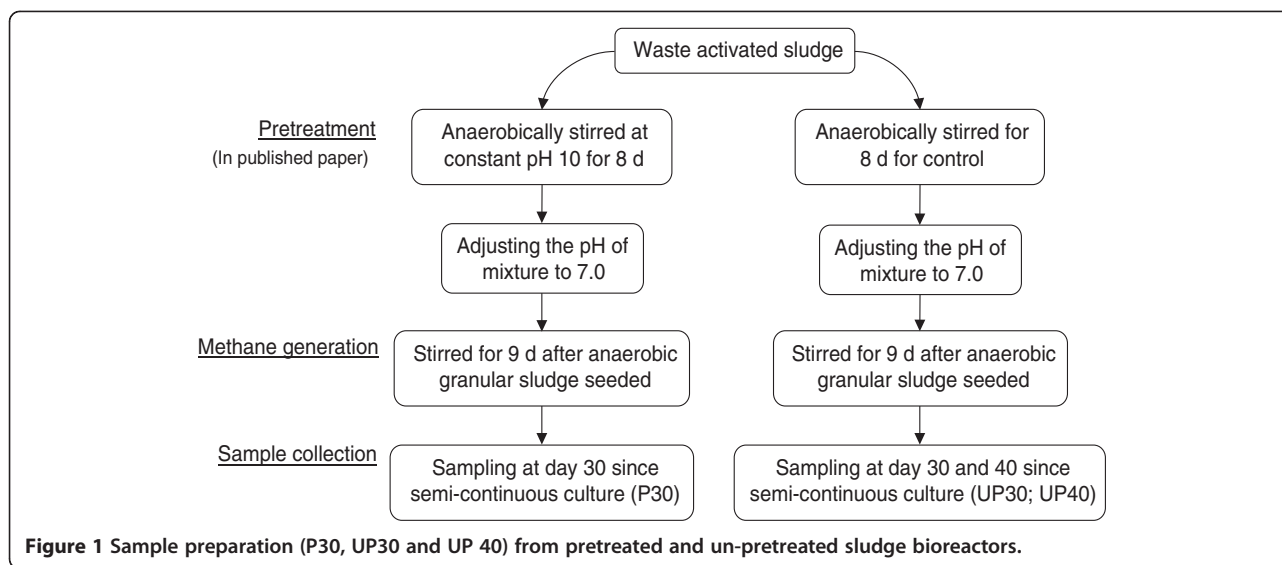 Waste activated sludge
Pretreatment
(In published paper)
Anaerobically stirred at
constant pH 10 for 8 d
Anaerobically stirred for
8 d for control
Adjusting the pH of
mixture to 7.0
Adjusting the pH of
mixture to 7.0
Methane generation
Stirred for 9 d after anaerobic
granular sludge seeded
Stirred for 9 d after anaerobic
granular sludge seeded
Sample collection
Sampling at day 30 since
semi-continuous culture (P30)
Sampling at day 30 and 40 since
semi-continuous culture (UP30; UP40)
Figure 1 Sample preparation (P30, UP30 and UP 40) from pretreated and un-pretreated sludge bioreactors.